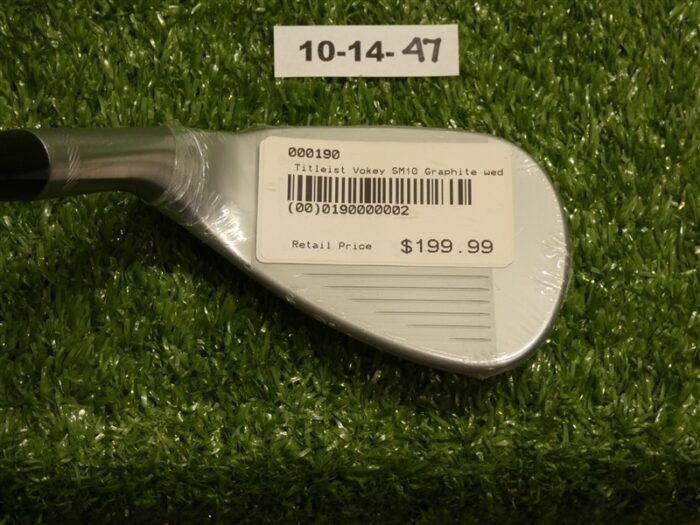 10-14-47
000190
Titleist Vokey SM10 Graphite wed
(00)0190000002
Retail Price $199.99